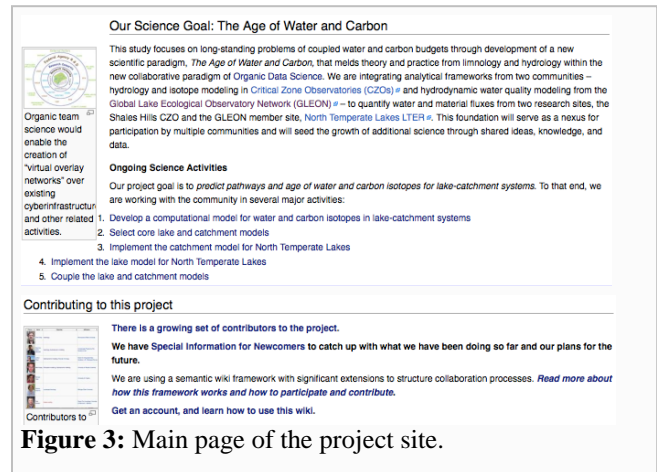 Our Science Goal: The Age of Water and Carbon
This study focuses on long-standing problems of coupled water and carbon budgets through development of a new
scientific paradigm, The Age of Water and Carbon, that melds theory and practice from limnology and hydrology within the
new collaborative paradigm of Organic Data Science. We are integrating analytical frameworks from two communities –
hydrology and isotope modeling in Critical Zone Observatories (CZOs) and hydrodynamic water quality modeling from the
Global Lake Ecological Observatory Network (GLEON) – to quantify water and material fluxes from two research sites, the
Shales Hills CZO and the GLEON member site, North Temperate Lakes LTER. This foundation will serve as a nexus for
participation by multiple communities and will seed the growth of additional science through shared ideas, knowledge, and
data.
Organic team
science would
enable the
creation of
"virtual overlay
networks" over
existing
cyberinfrastructure
and other related
activities.
Ongoing Science Activities
Our project goal is to predict pathways and age of water and carbon isotopes for lake-catchment systems. To that end, we
are working with the community in several major activities:
1. Develop a computational model for water and carbon isotopes in lake-catchment systems
2. Select core lake and catchment models
3. Implement the catchment model for North Temperate Lakes
4. Implement the lake model for North Temperate Lakes
5. Couple the lake and catchment models
Contributing to this project
There is a growing set of contributors to the project.
We have Special Information for Newcomers to catch up with what we have been doing so far and our plans for the
future.
We are using a semantic wiki framework with significant extensions to structure collaboration processes. Read more about
how this framework works and how to participate and contribute.
Get an account, and learn how to use this wiki.
Contributors to
Figure 3: Main page of the project site.